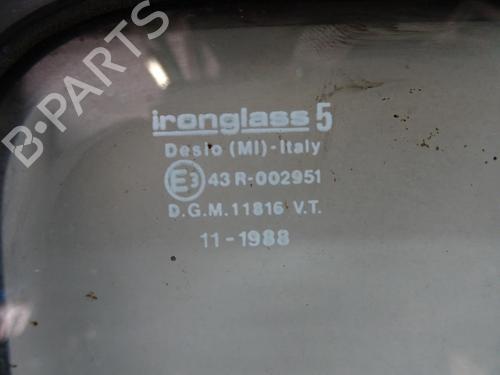 B-PARTS
ironglass 5
Desio (MI) - Italy
E3 43 R-002951
D.G.M. 11816 V.T.
11-1988